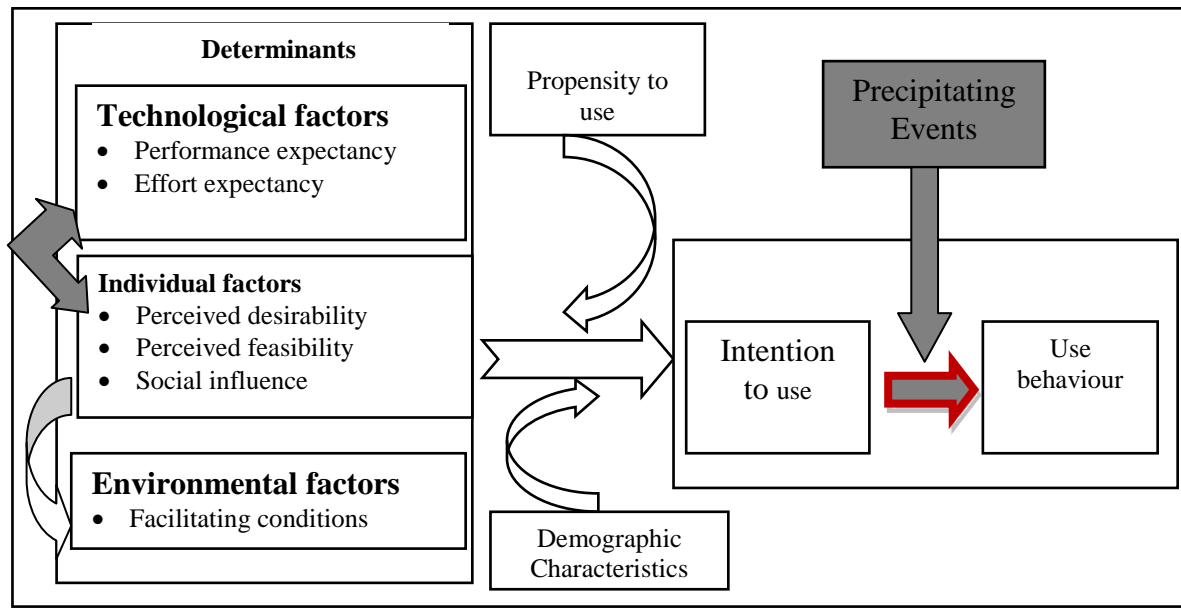 Determinants
Technological factors
• Performance expectancy
• Effort expectancy
Individual factors
• Perceived desirability
• Perceived feasibility
• Social influence
Environmental factors
• Facilitating conditions
Propensity to
use
Demographic
Characteristics
Precipitating
Events
Intention
to use
Use
behaviour